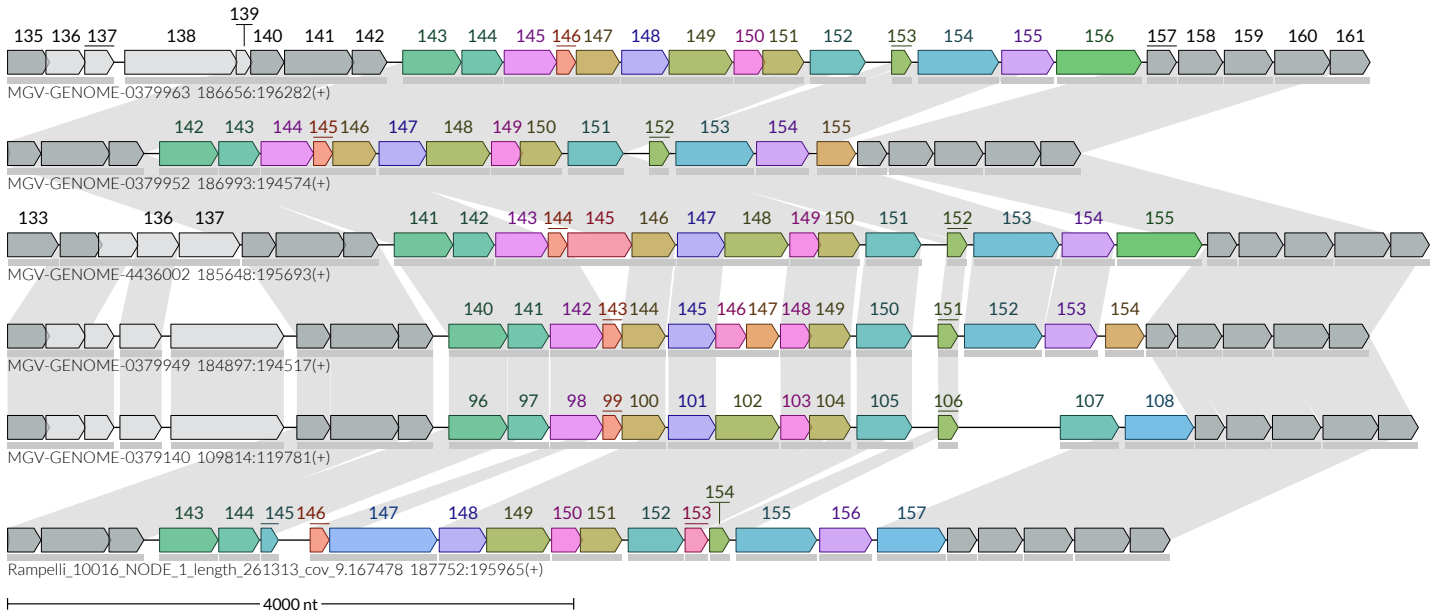 139
135 136 137 138 140 141 142 143 144 145 146 147 148 149 150 151 152 153 154 155 156 157 158 159 160 161
MGV-GENOME-0379963 186656:196282(+)
142 143 144 145 146 147 148 149 150 151 152 153 154 155
MGV-GENOME-0379952 186993:194574(+)
133 136 137 141 142 143 144 145 146 147 148 149 150 151 152 153 154 155
MGV-GENOME-4436002 185648:195693(+)
140 141 142 143 144 145 146 147 148 149 150 151 152 153 154
MGV-GENOME-0379949 184897:194517(+)
96 97 98 99 100 101 102 103 104 105 106 107 108
MGV-GENOME-0379140 109814:119781(+)
154
143 144 145 146 147 148 149 150 151 152 153 155 156 157
Rampelli_10016_NODE_1_length_261313_cov_9.167478 187752:195965(+)
4000 nt